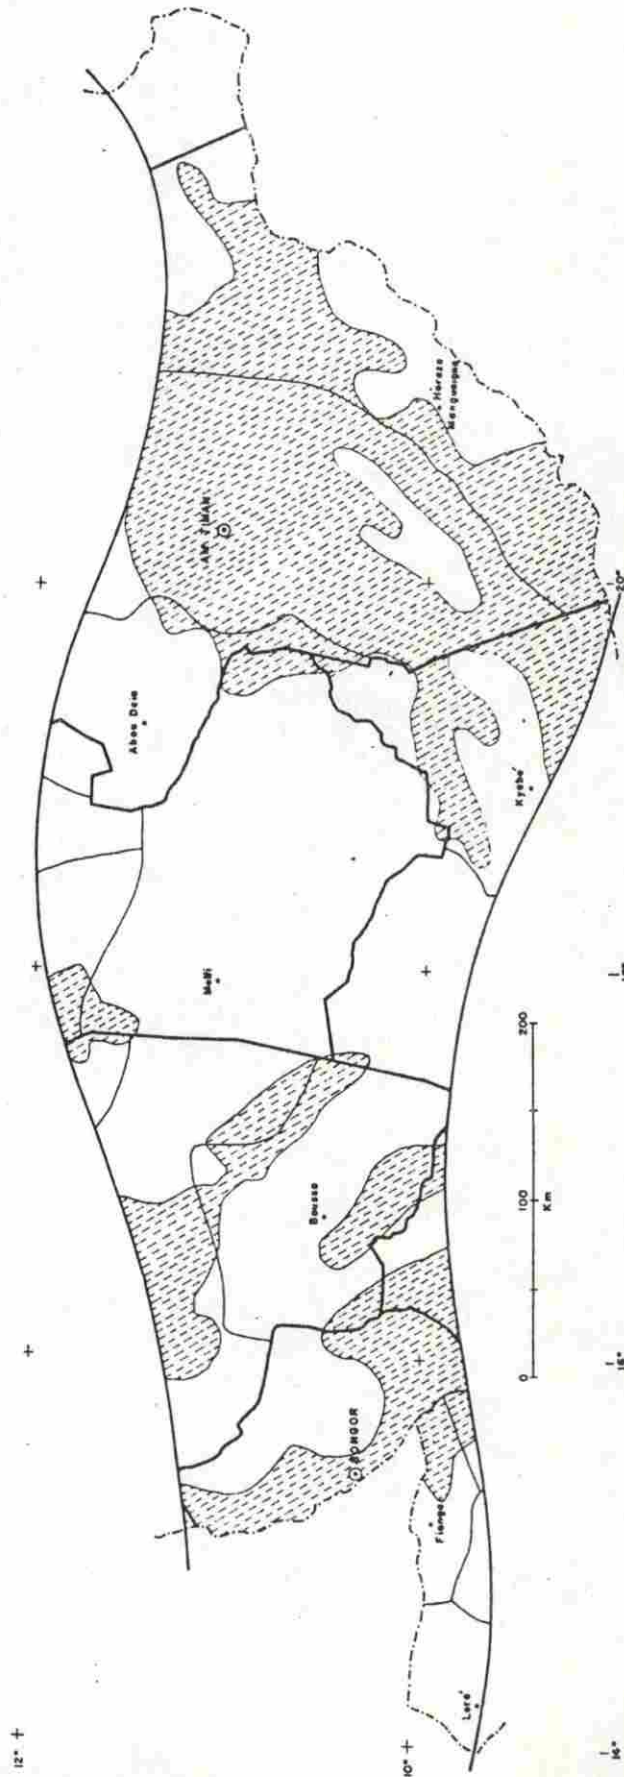 12°
10°
14°
16°
20°
Léré
Fianga
BONGOR
Bousso
Melfi
Abou Deïa
AM TIMAN
Kyabé
Haraze
Mangueigne
0
100
200
Km